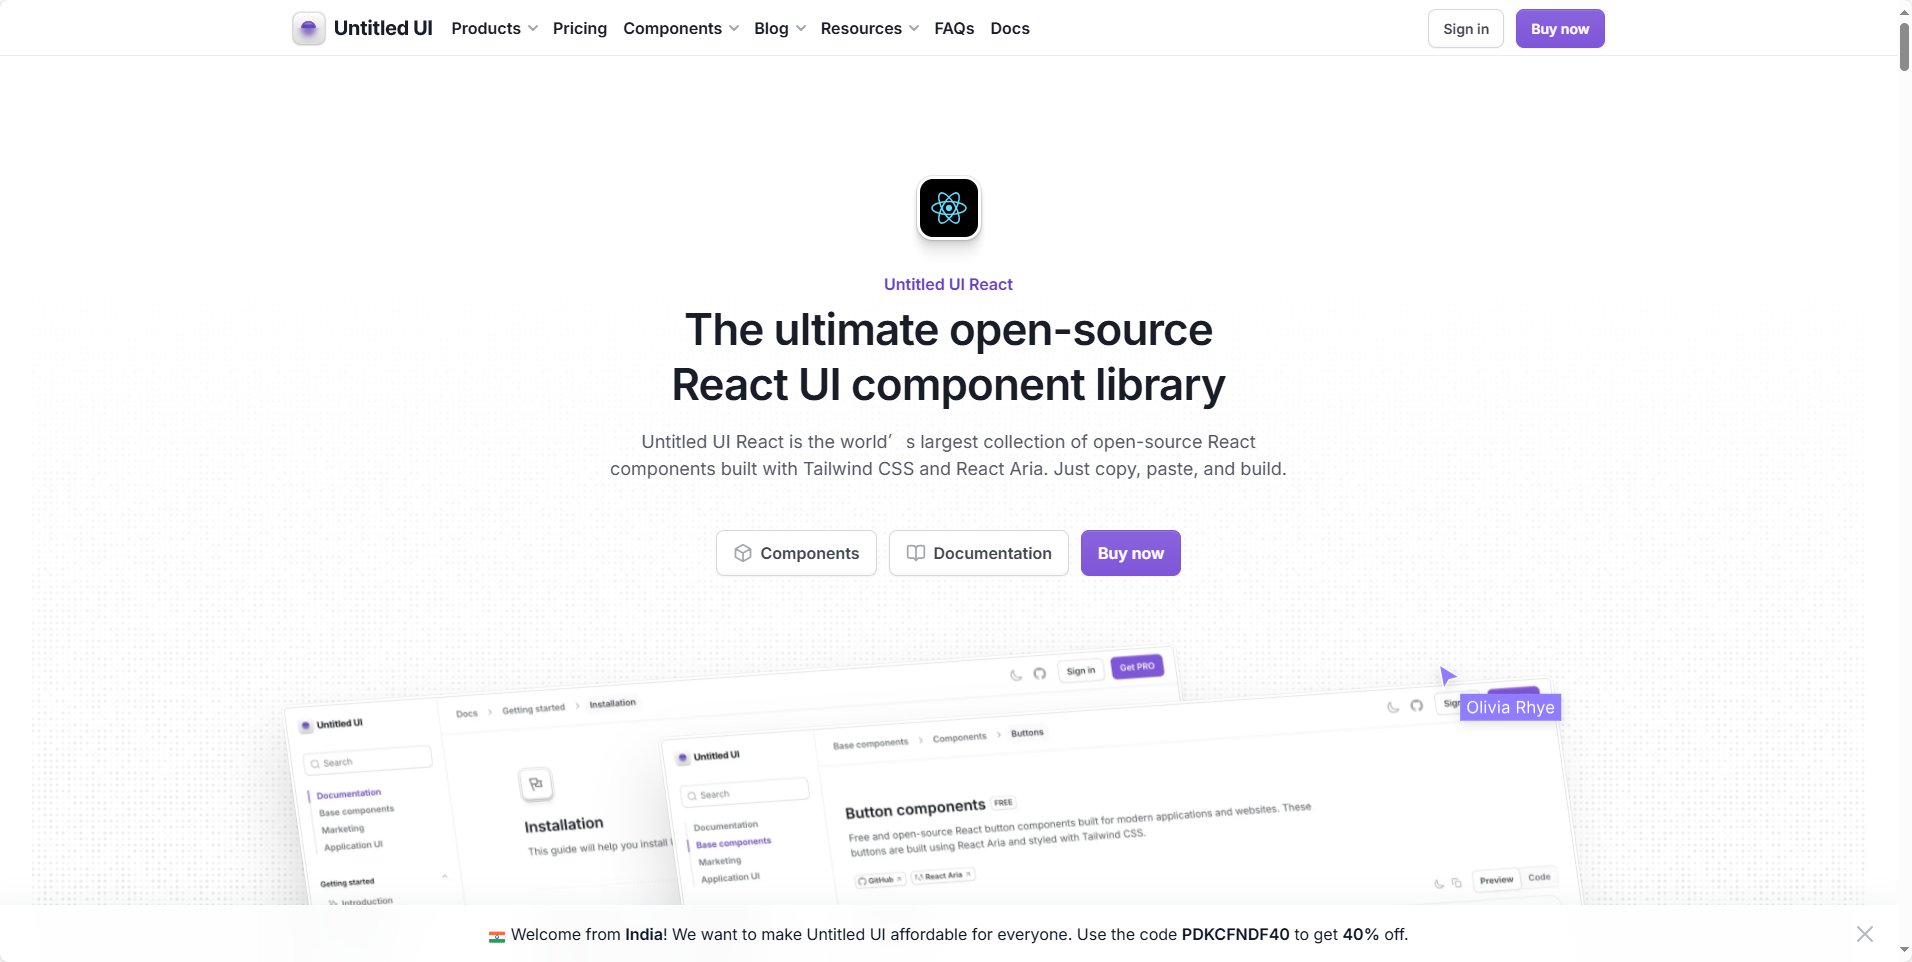 Untitled UI
Products
Pricing
Components
Blog
Resources
FAQs
Docs
Sign in
Buy now
Untitled UI React
The ultimate open-source
React UI component library
Untitled UI React is the world’s largest collection of open-source React
components built with Tailwind CSS and React Aria. Just copy, paste, and build.
Components
Documentation
Buy now
Sign in
Get PRO
Untitled UI
Docs
Getting started
Installation
Search
Documentation
Base components
Marketing
Application UI
Getting started
Introduction
Installation
This guide will help you install
Olivia Rhye
Untitled UI
Base components
Components
Buttons
Search
Documentation
Base components
Marketing
Application UI
Button components FREE
Free and open-source React button components built for modern applications and websites. These
buttons are built using React Aria and styled with Tailwind CSS.
GitHub
React Aria
Preview
Code
Welcome from India! We want to make Untitled UI affordable for everyone. Use the code PDKCFNDF40 to get 40% off.